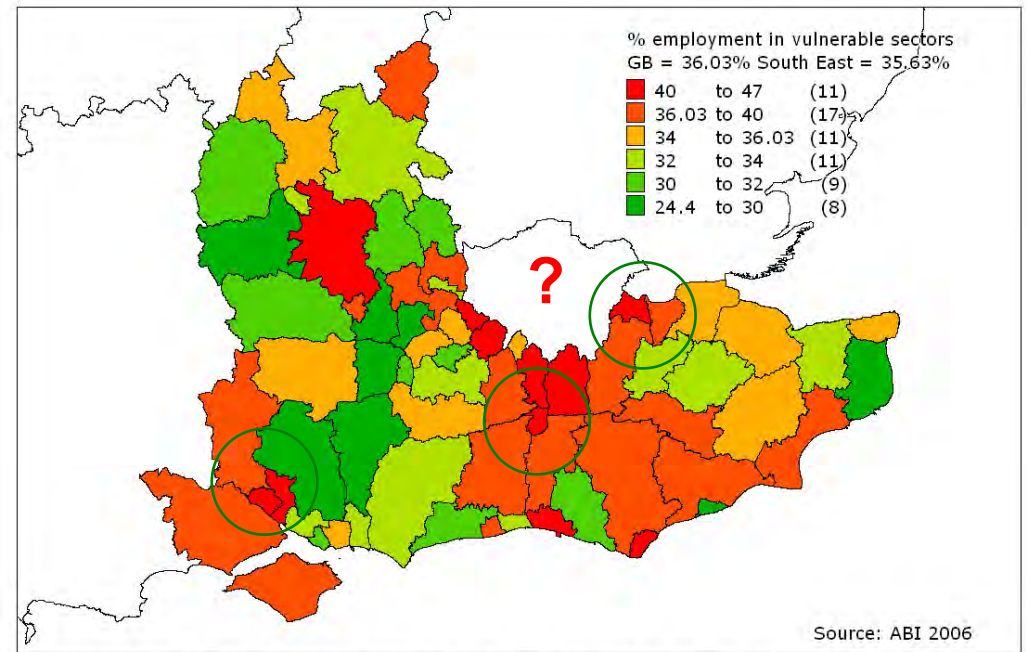 % employment in vulnerable sectors
GB = 36.03% South East = 35.63%
40 to 47 (11)
36.03 to 40 (17)
34 to 36.03 (11)
32 to 34 (11)
30 to 32 (9)
24.4 to 30 (8)
?
Source: ABI 2006